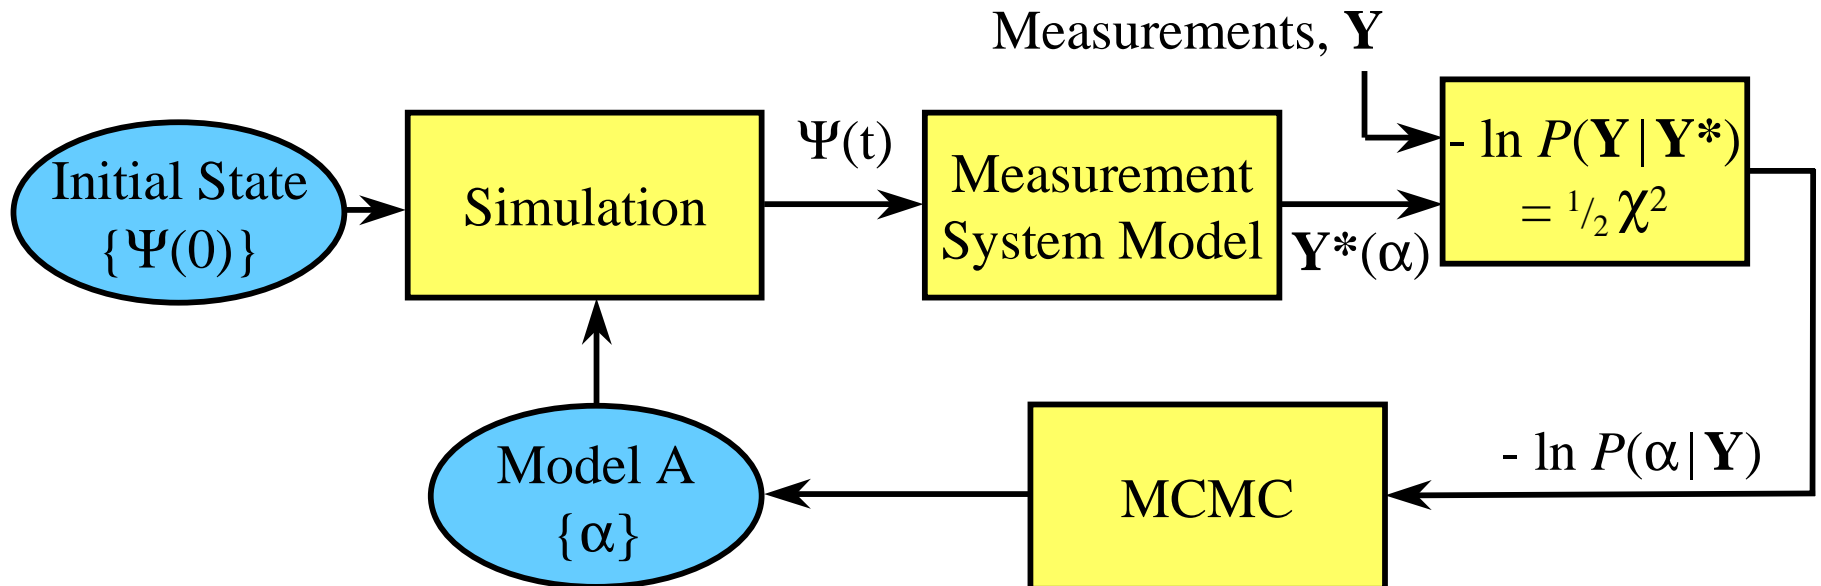 Measurements, Y
Initial State
{Ψ(0)}
Simulation
Ψ(t)
Measurement
System Model
Y*(α)
- ln P(Y|Y*)
= 1/2 χ²
Model A
{α}
MCMC
- ln P(α|Y)